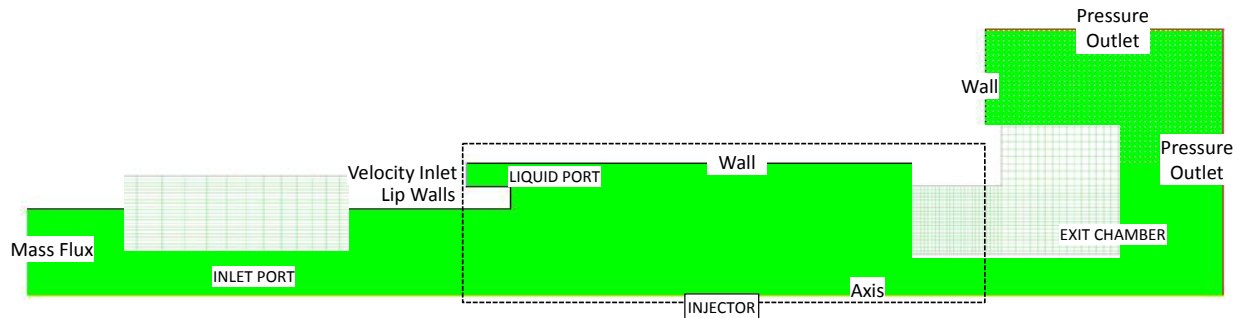 Pressure
Outlet
Wall
Pressure
Outlet
Velocity Inlet
LIQUID PORT
Wall
Lip Walls
Mass Flux
INLET PORT
EXIT CHAMBER
Axis
INJECTOR